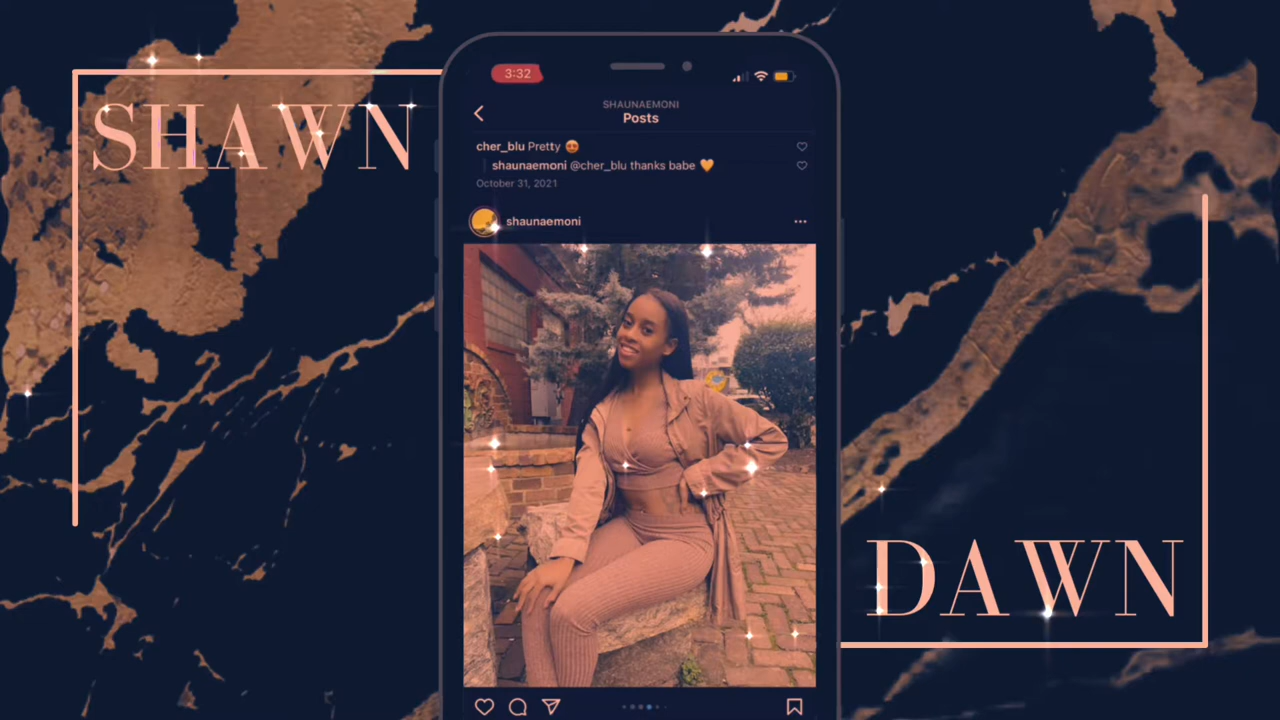 SHAWN
3:32
SHAUNAEMONI
Posts
cher_blu Pretty 😍
shaunaemoni @cher_blu thanks babe 🧡
October 31, 2021
shaunaemoni
DAWN